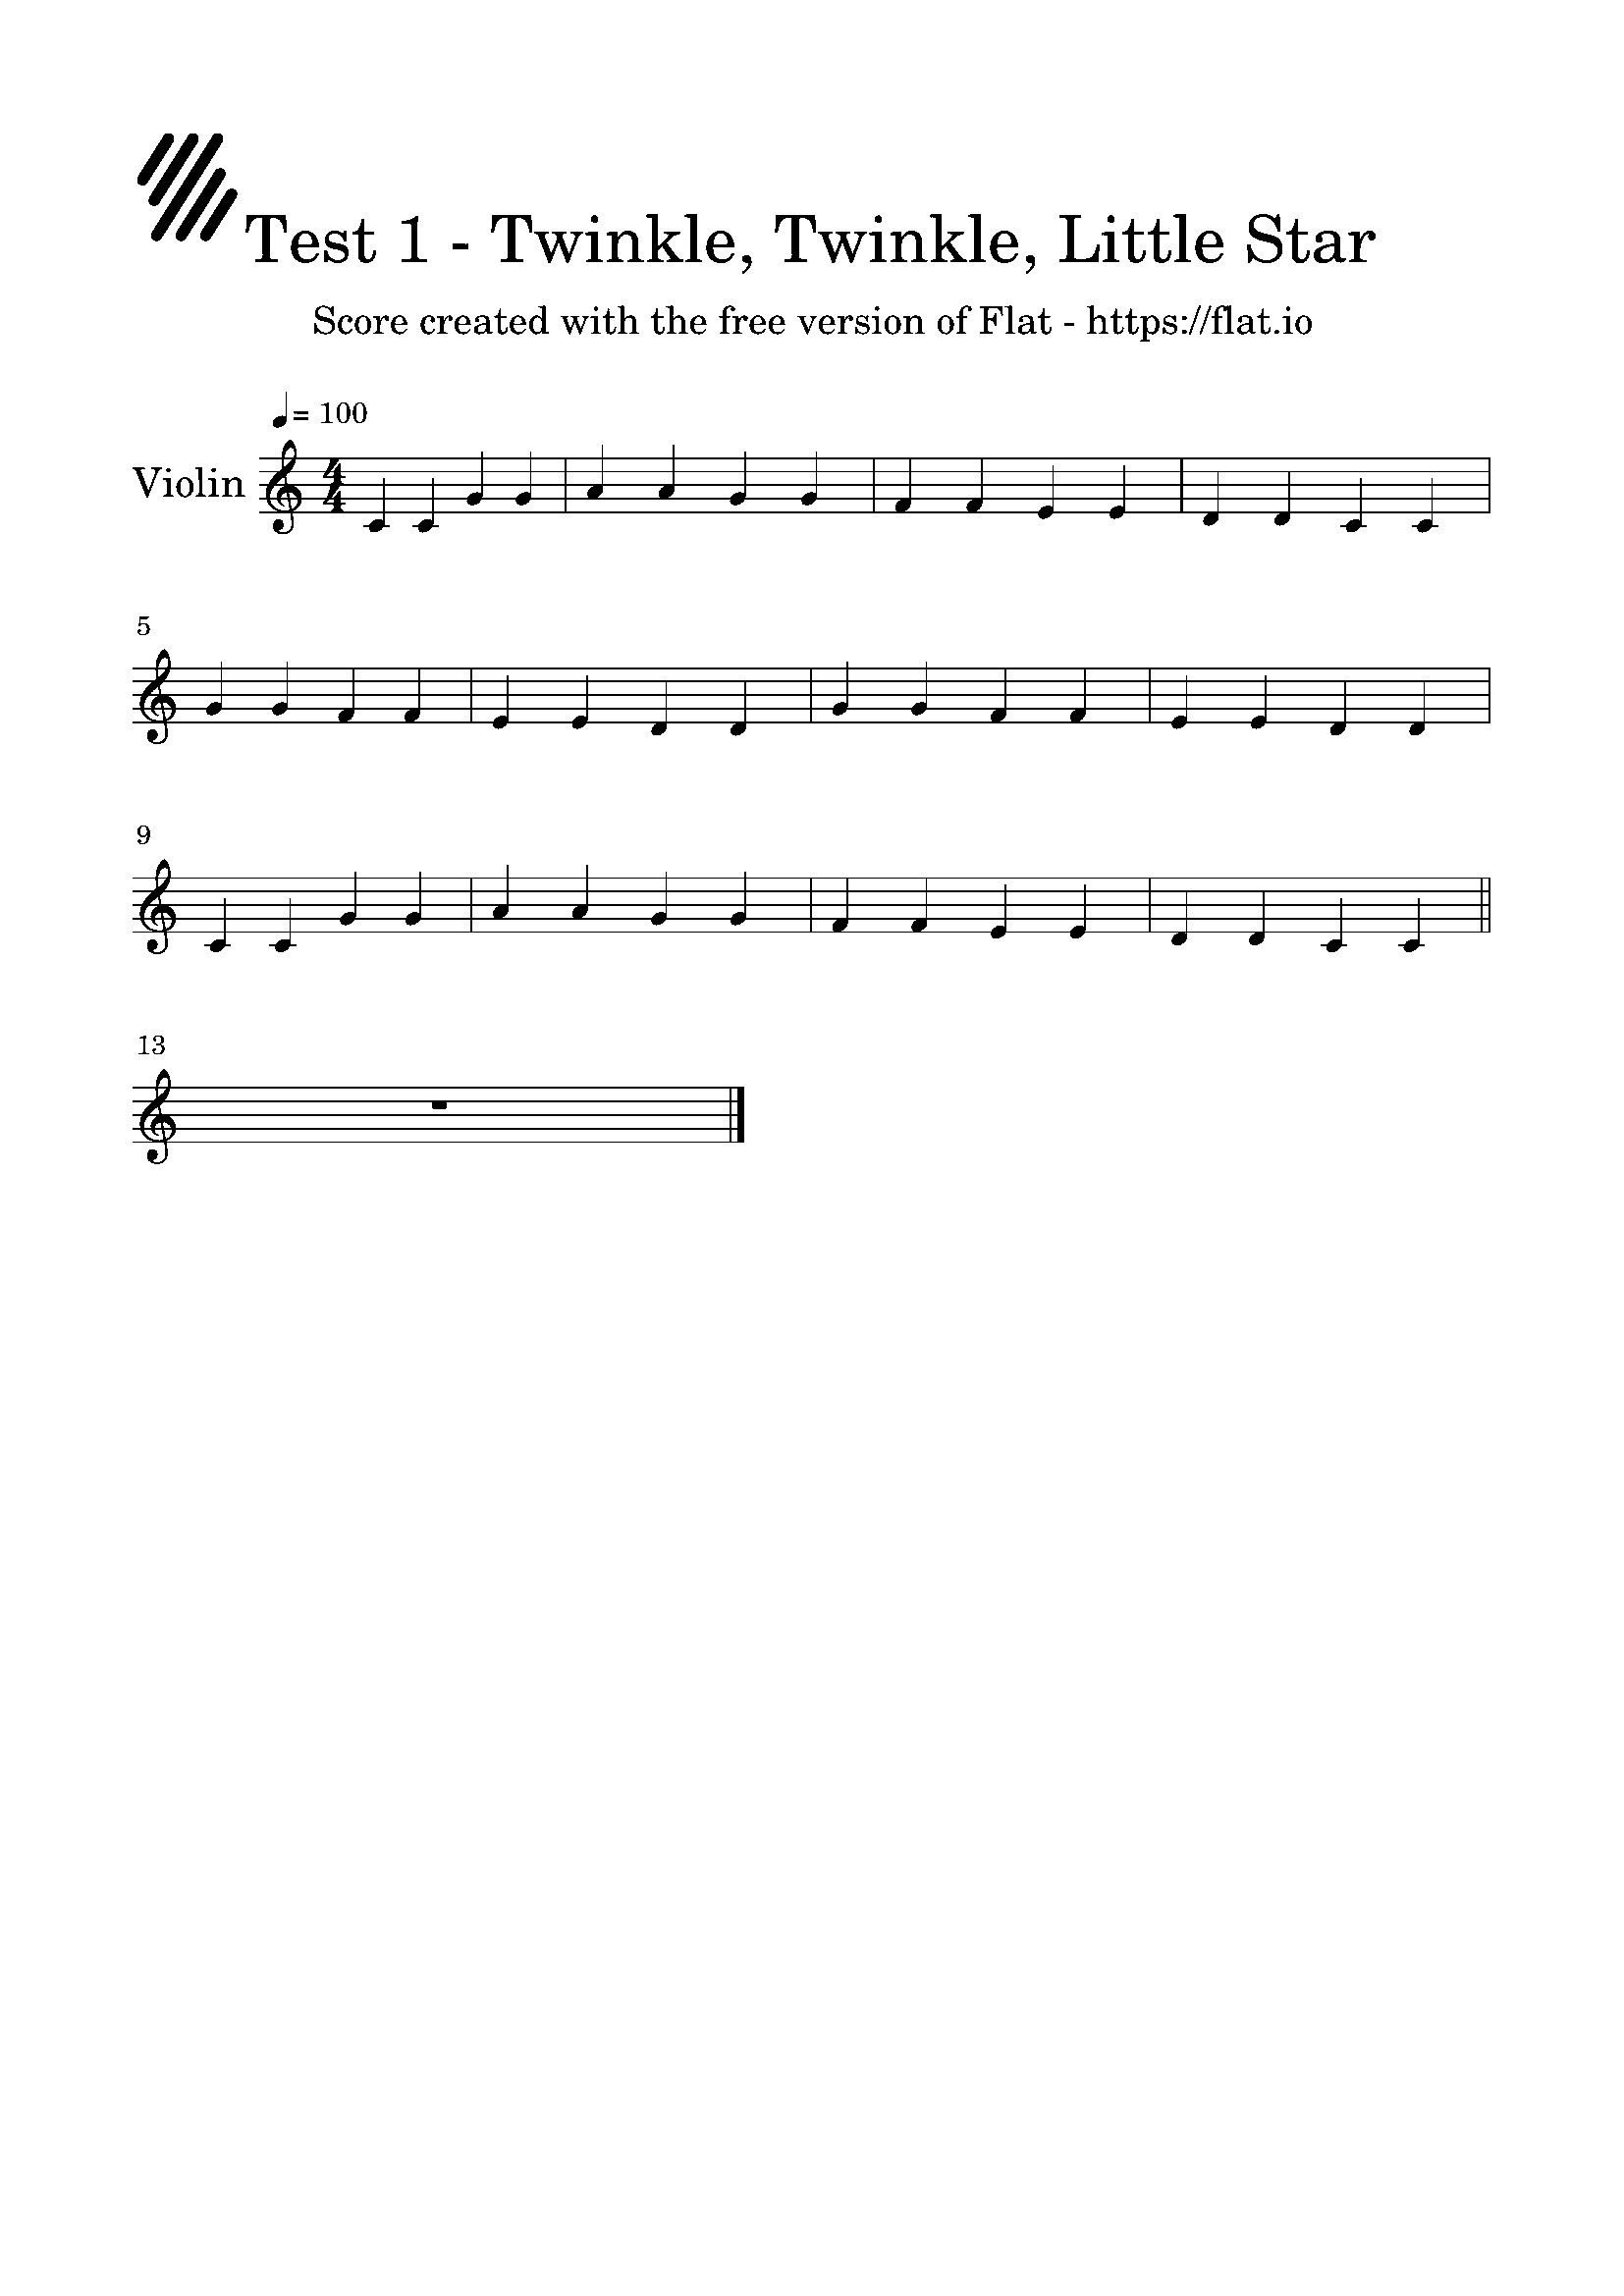 Test 1 - Twinkle, Twinkle, Little Star
Score created with the free version of Flat - https://flat.io
= 100
Violin
4
4
5
9
13